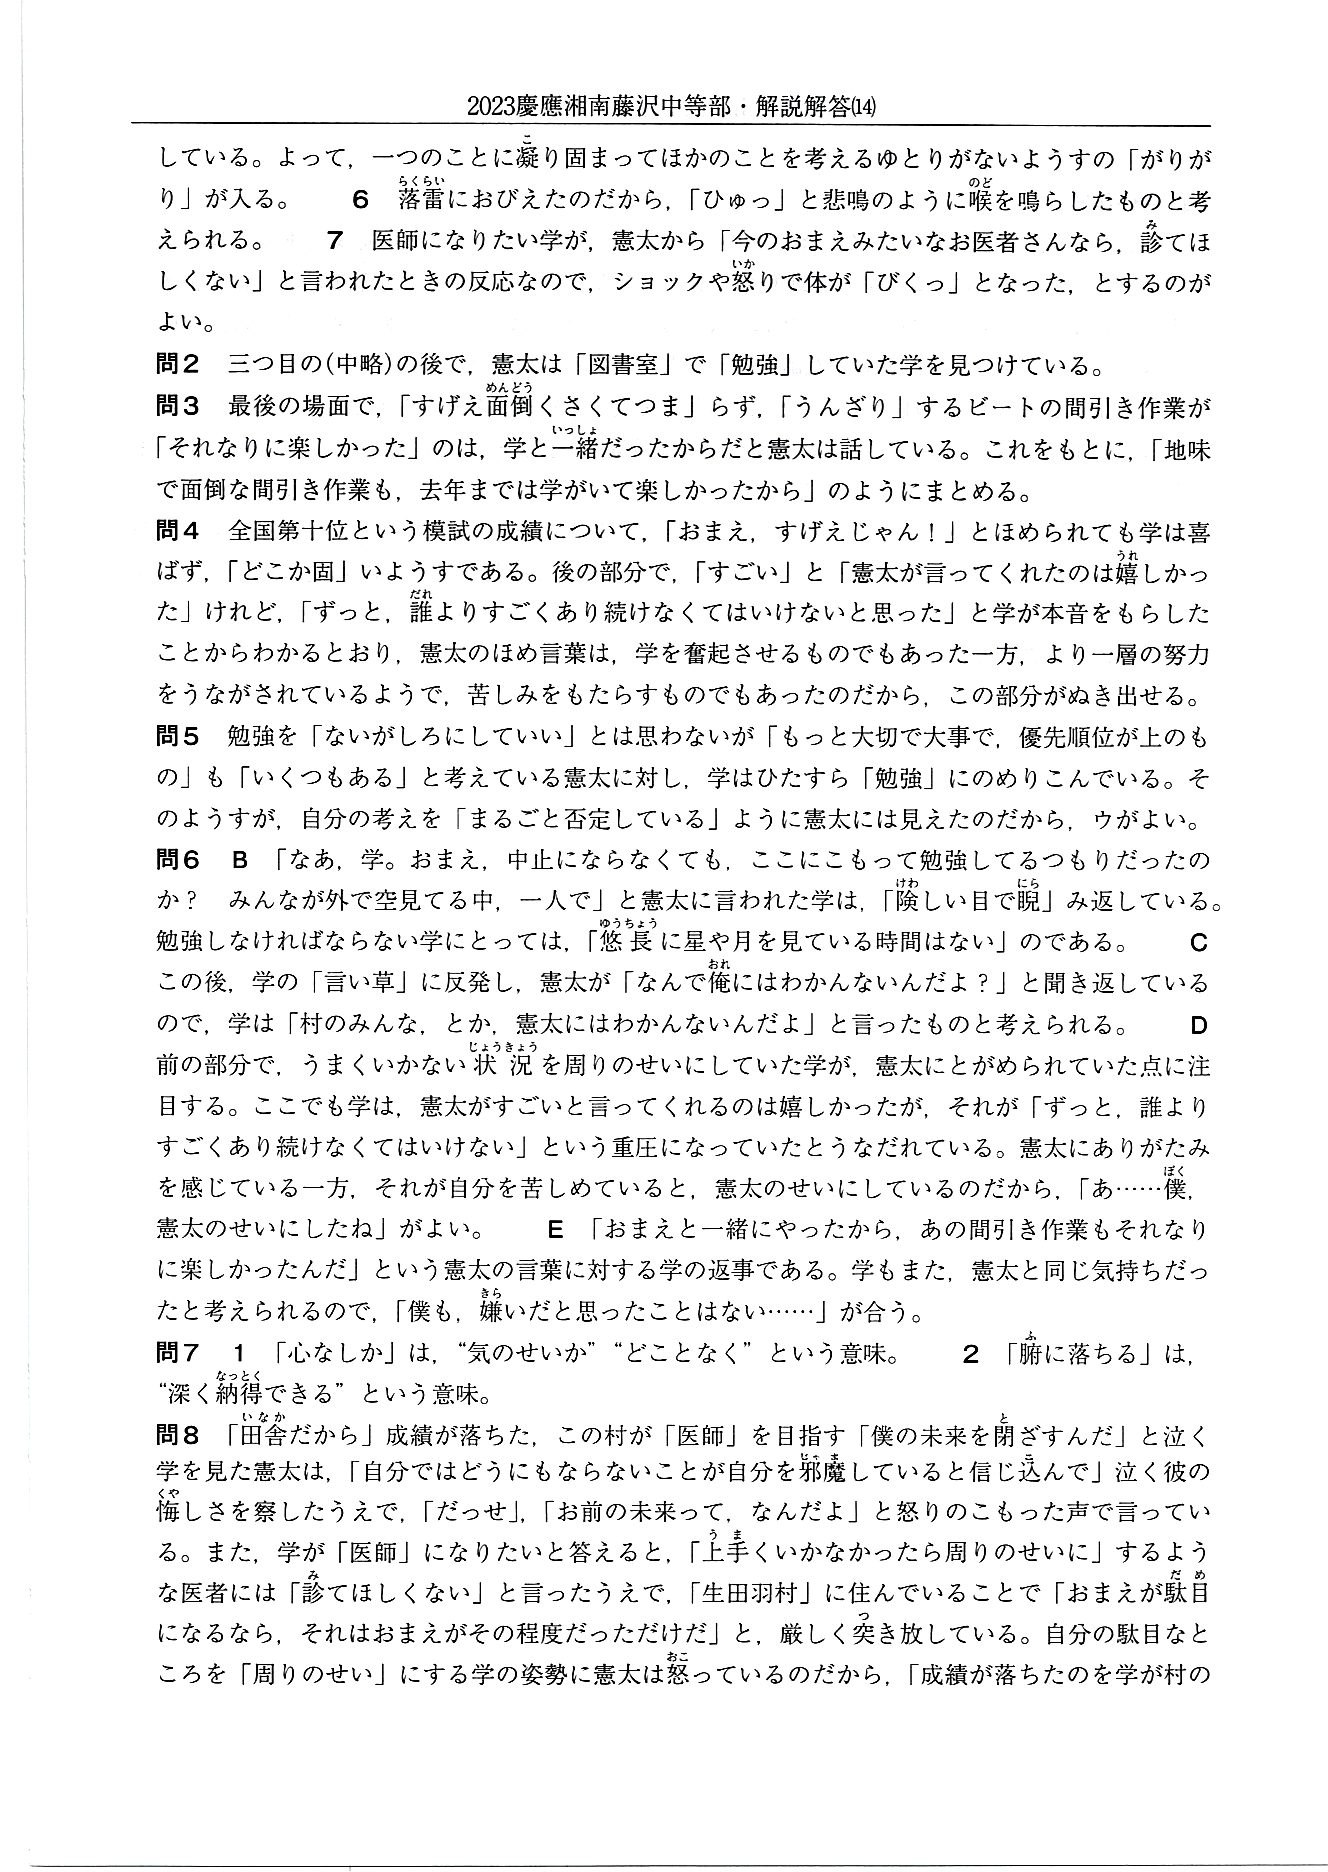 2023慶應湘南藤沢中等部・解説解答⒁
している。よって，一つのことに凝り固まってほかのことを考えるゆとりがないようすの「がりが
り」が入る。　6　落雷におびえたのだから，「ひゅっ」と悲鳴のように喉を鳴らしたものと考
えられる。　7　医師になりたい学が，憲太から「今のおまえみたいなお医者さんなら，診てほ
しくない」と言われたときの反応なので，ショックや怒りで体が「びくっ」となった，とするのが
よい。
問2　三つ目の(中略)の後で，憲太は「図書室」で「勉強」していた学を見つけている。
問3　最後の場面で，「すげえ面倒くさくてつま」らず，「うんざり」するビートの間引き作業が
「それなりに楽しかった」のは，学と一緒だったからだと憲太は話している。これをもとに，「地味
で面倒な間引き作業も，去年までは学がいて楽しかったから」のようにまとめる。
問4　全国第十位という模試の成績について，「おまえ，すげえじゃん！」とほめられても学は喜
ばず，「どこか固」いようすである。後の部分で，「すごい」と「憲太が言ってくれたのは嬉しかっ
た」けれど，「ずっと，誰よりすごくあり続けなくてはいけないと思った」と学が本音をもらした
ことからわかるとおり，憲太のほめ言葉は，学を奮起させるものでもあった一方，より一層の努力
をうながされているようで，苦しみをもたらすものでもあったのだから，この部分がぬき出せる。
問5　勉強を「ないがしろにしていい」とは思わないが「もっと大切で大事で，優先順位が上のも
の」も「いくつもある」と考えている憲太に対し，学はひたすら「勉強」にのめりこんでいる。そ
のようすが，自分の考えを「まるごと否定している」ように憲太には見えたのだから，ウがよい。
問6　B　「なあ，学。おまえ，中止にならなくても，ここにこもって勉強してるつもりだったの
か？　みんなが外で空見てる中，一人で」と憲太に言われた学は，「険しい目で睨」み返している。
勉強しなければならない学にとっては，「悠長に星や月を見ている時間はない」のである。　C
この後，学の「言い草」に反発し，憲太が「なんで俺にはわかんないんだよ？」と聞き返している
ので，学は「村のみんな，とか，憲太にはわかんないんだよ」と言ったものと考えられる。　D
前の部分で，うまくいかない状況を周りのせいにしていた学が，憲太にとがめられていた点に注
目する。ここでも学は，憲太がすごいと言ってくれるのは嬉しかったが，それが「ずっと，誰より
すごくあり続けなくてはいけない」という重圧になっていたとうなだれている。憲太にありがたみ
を感じている一方，それが自分を苦しめていると，憲太のせいにしているのだから，「あ……僕，
憲太のせいにしたね」がよい。　E　「おまえと一緒にやったから，あの間引き作業もそれなり
に楽しかったんだ」という憲太の言葉に対する学の返事である。学もまた，憲太と同じ気持ちだっ
たと考えられるので，「僕も，嫌いだと思ったことはない……」が合う。
問7　1　「心なしか」は，“気のせいか”“どことなく”という意味。　2　「腑に落ちる」は，
“深く納得できる”という意味。
問8　「田舎だから」成績が落ちた，この村が「医師」を目指す「僕の未来を閉ざすんだ」と泣く
学を見た憲太は，「自分ではどうにもならないことが自分を邪魔していると信じ込んで」泣く彼の
悔しさを察したうえで，「だっせ」，「お前の未来って，なんだよ」と怒りのこもった声で言ってい
る。また，学が「医師」になりたいと答えると，「上手くいかなかったら周りのせいに」するよう
な医者には「診てほしくない」と言ったうえで，「生田羽村」に住んでいることで「おまえが駄目
になるなら，それはおまえがその程度だっただけだ」と，厳しく突き放している。自分の駄目なと
ころを「周りのせい」にする学の姿勢に憲太は怒っているのだから，「成績が落ちたのを学が村の